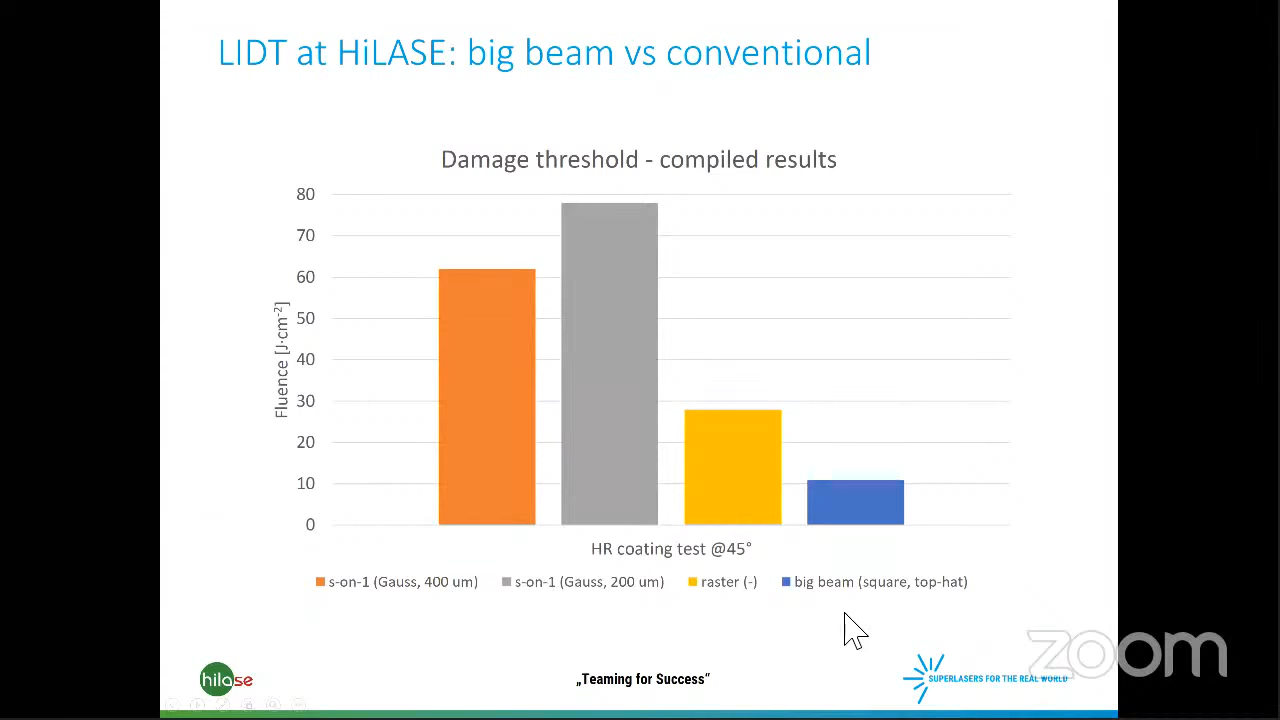 LIDT at HiLASE: big beam vs conventional
Damage threshold - compiled results
80
70
60
50
40
30
20
10
0
Fluence [J·cm⁻²]
HR coating test @45°
s-on-1 (Gauss, 400 um) s-on-1 (Gauss, 200 um) raster (-) big beam (square, top-hat)
hilase
„Teaming for Success“
SUPERLASERS FOR THE REAL WORLD
zoom